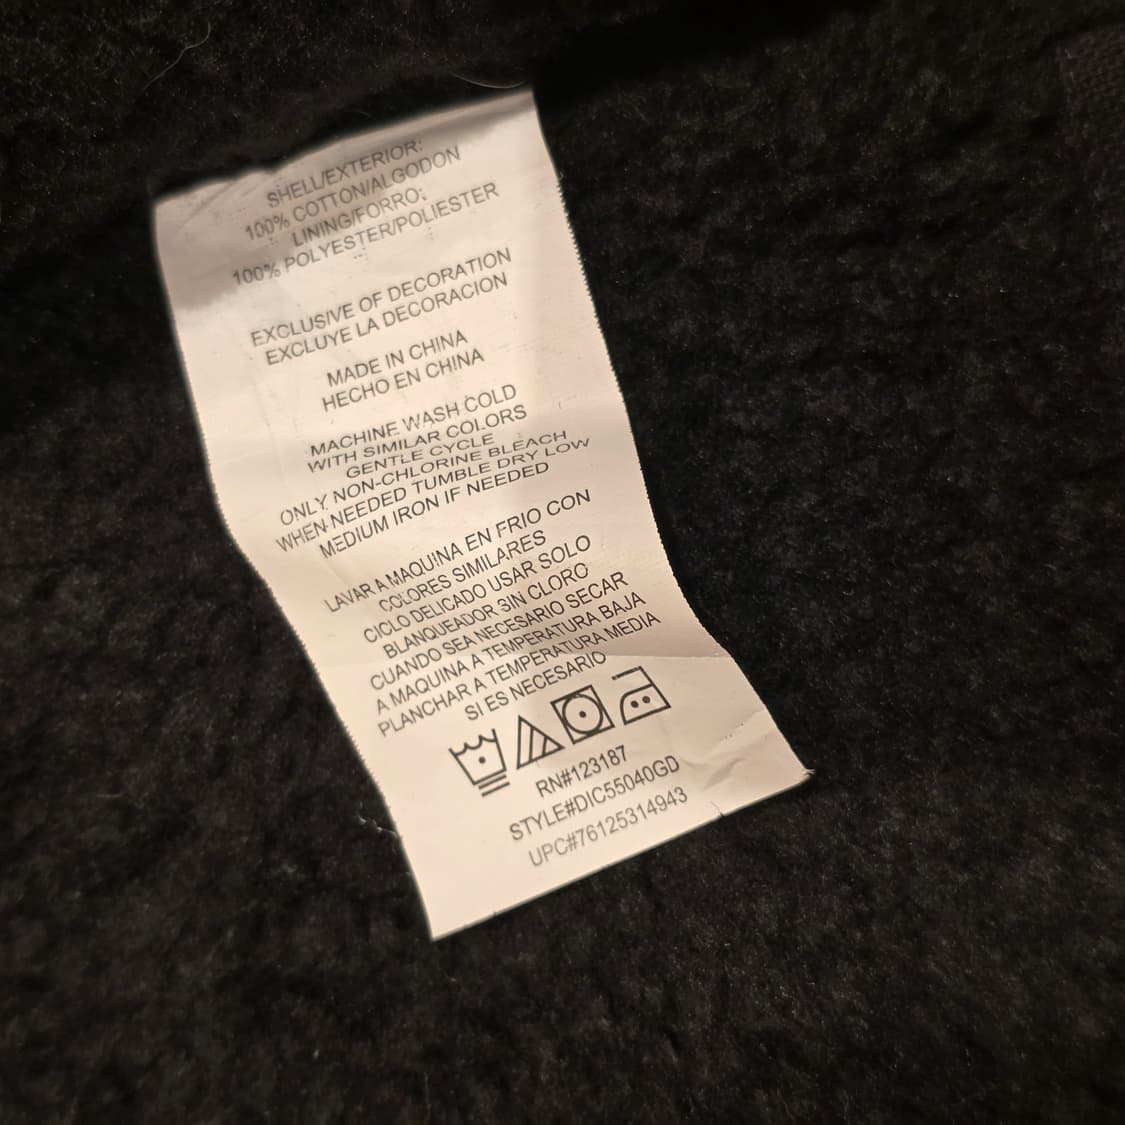 SHELL/EXTERIOR:
100% COTTON/ALGODON
LINING/FORRO:
100% POLYESTER/POLIESTER
EXCLUSIVE OF DECORATION
EXCLUYE LA DECORACION
MADE IN CHINA
HECHO EN CHINA
MACHINE WASH COLD
WITH SIMILAR COLORS
GENTLE CYCLE
ONLY NON-CHLORINE BLEACH
WHEN NEEDED TUMBLE DRY LOW
MEDIUM IRON IF NEEDED
LAVAR A MAQUINA EN FRIO CON
COLORES SIMILARES
CICLO DELICADO USAR SOLO
BLANQUEADOR SIN CLORO
CUANDO SEA NECESARIO SECAR
A MAQUINA A TEMPERATURA BAJA
PLANCHAR A TEMPERATURA MEDIA
SI ES NECESARIO
RN#123187
STYLE#DIC55040GD
UPC#76125314943